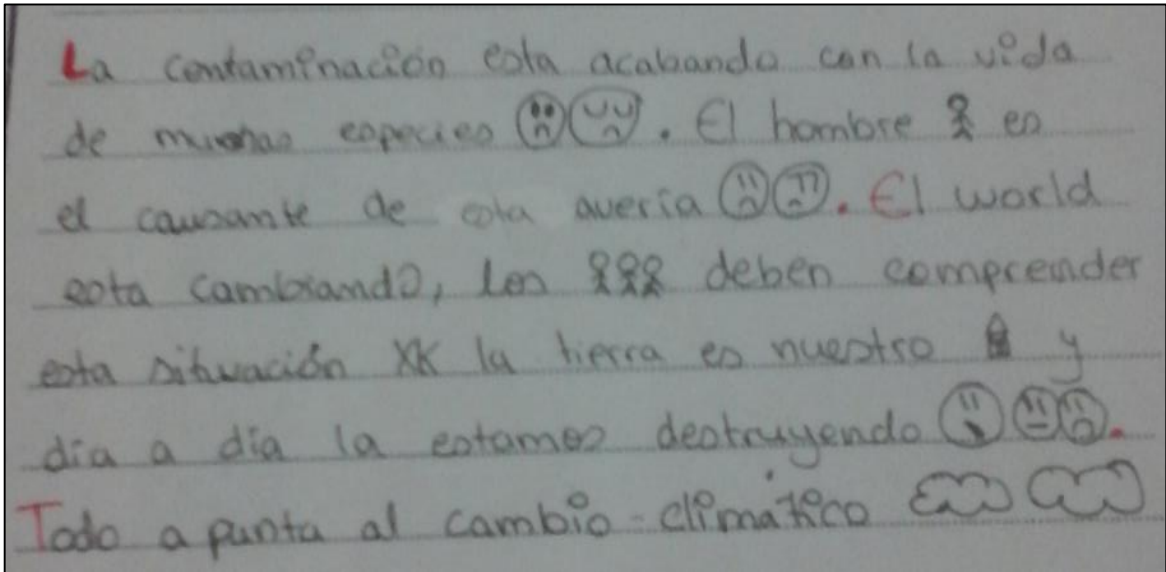 La contaminación esta acabando con la vida
de muchas especies. El hombre es
el causante de esta avería. El world
esta cambiando, los deben comprender
esta situación XK la tierra es nuestro y
día a día la estamos destruyendo.
Todo a punta al cambio climático